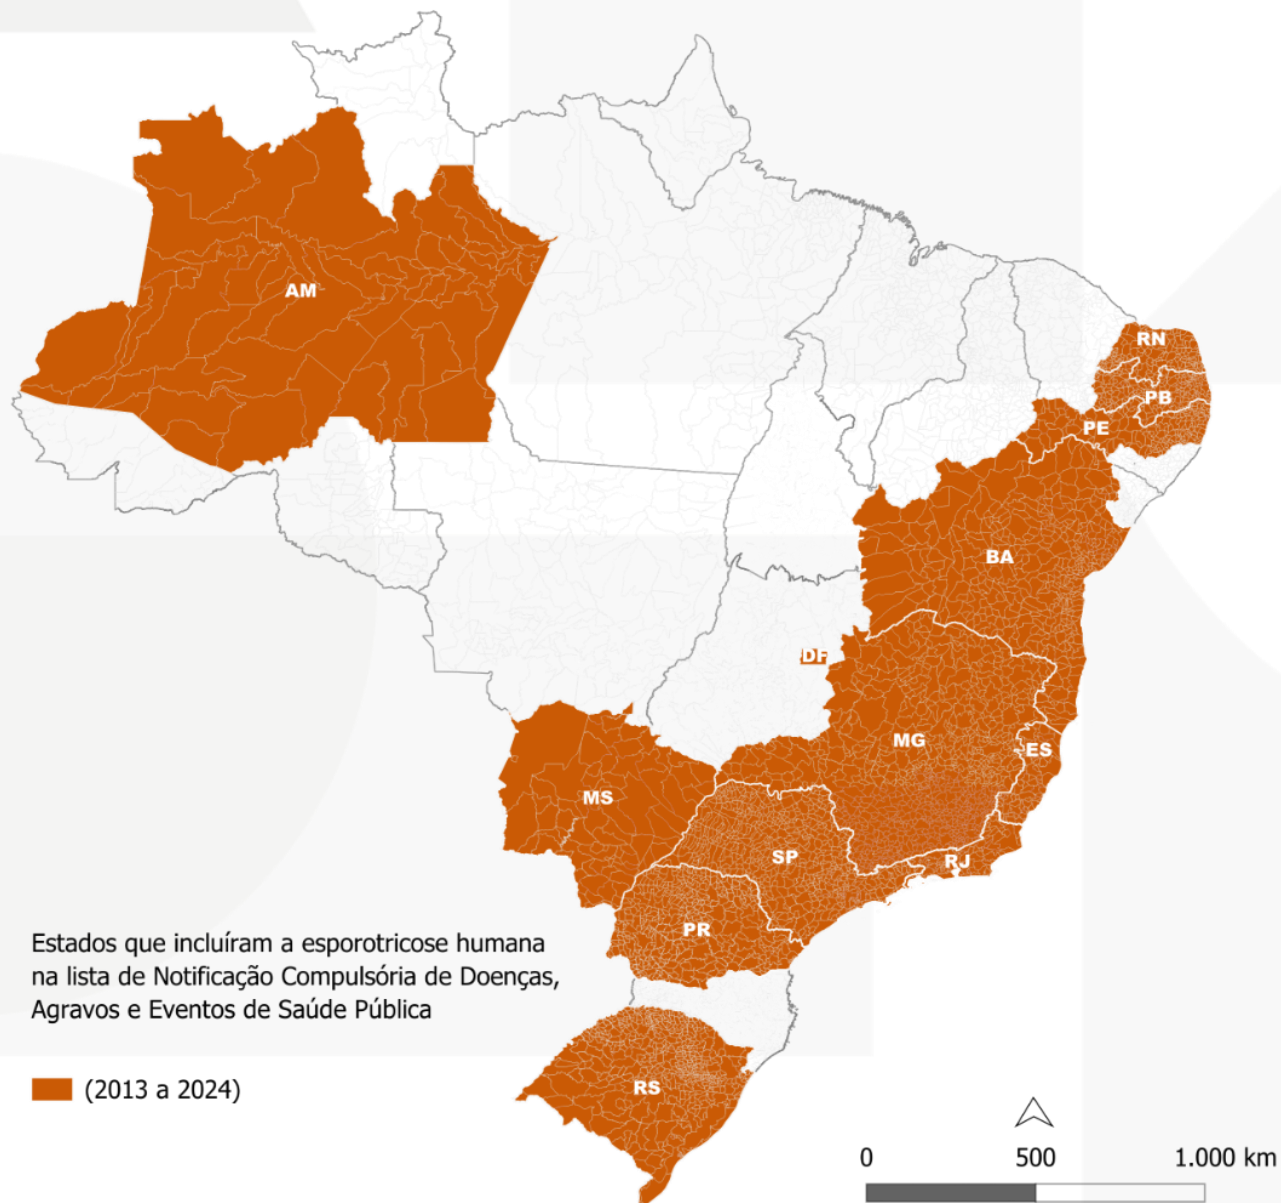 AM
RN
PB
PE
BA
DF
MG
ES
MS
SP
RJ
PR
Estados que incluíram a esporotricose humana
na lista de Notificação Compulsória de Doenças,
Agravos e Eventos de Saúde Pública
(2013 a 2024)
RS
0 500 1.000 km